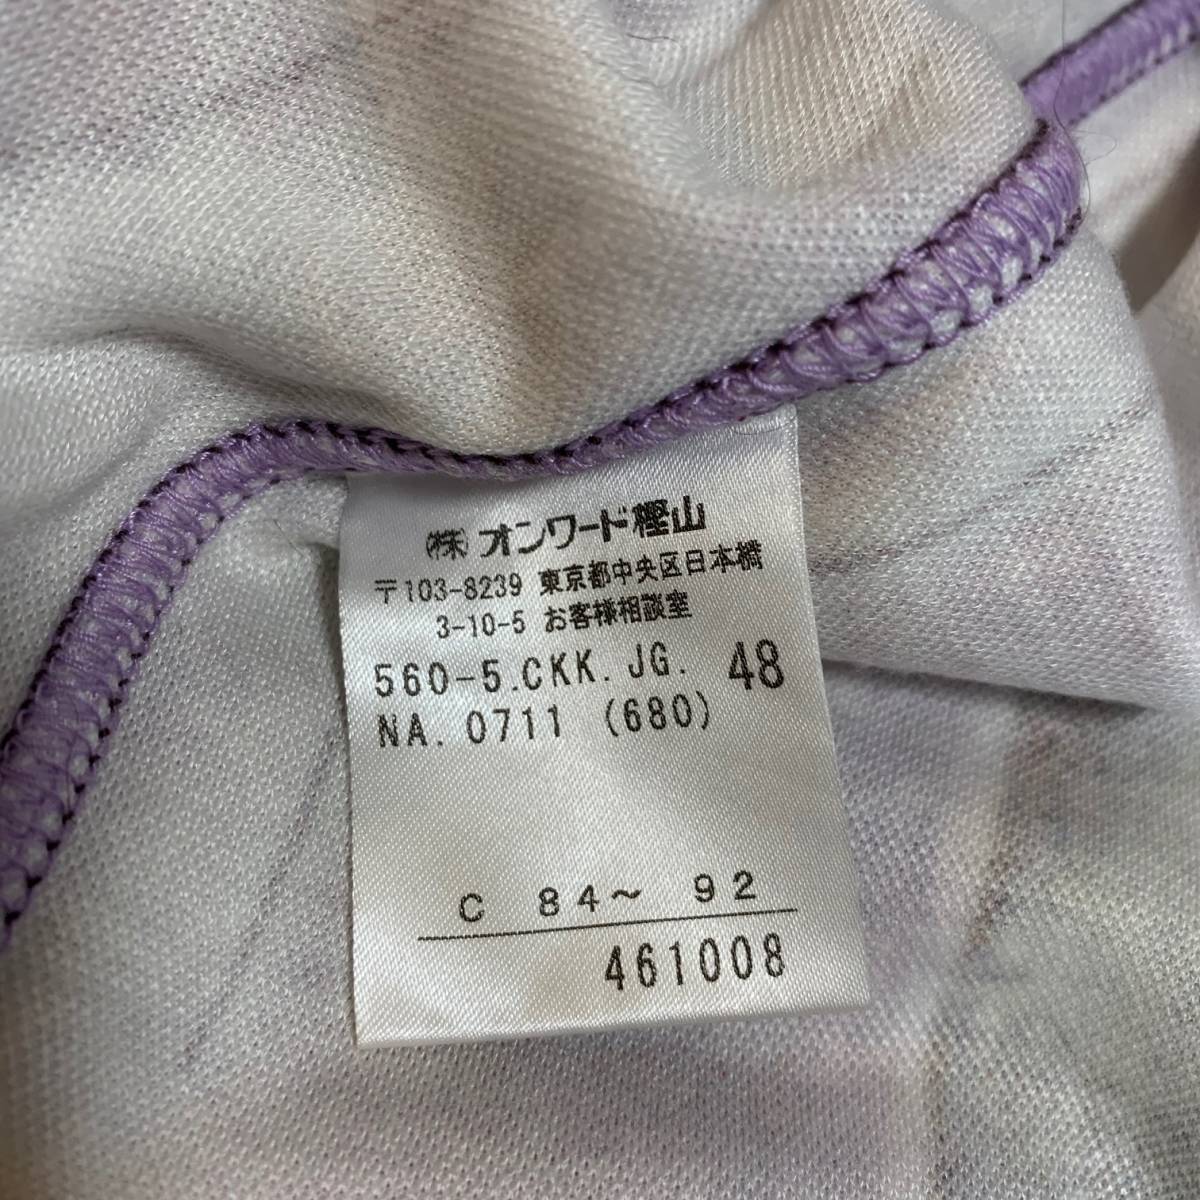 ㈱オンワード樫山
〒103-8239 東京都中央区日本橋
3-10-5 お客様相談室
560-5.CKK.JG. 48
NA.0711 (680)
C 84〜 92
461008